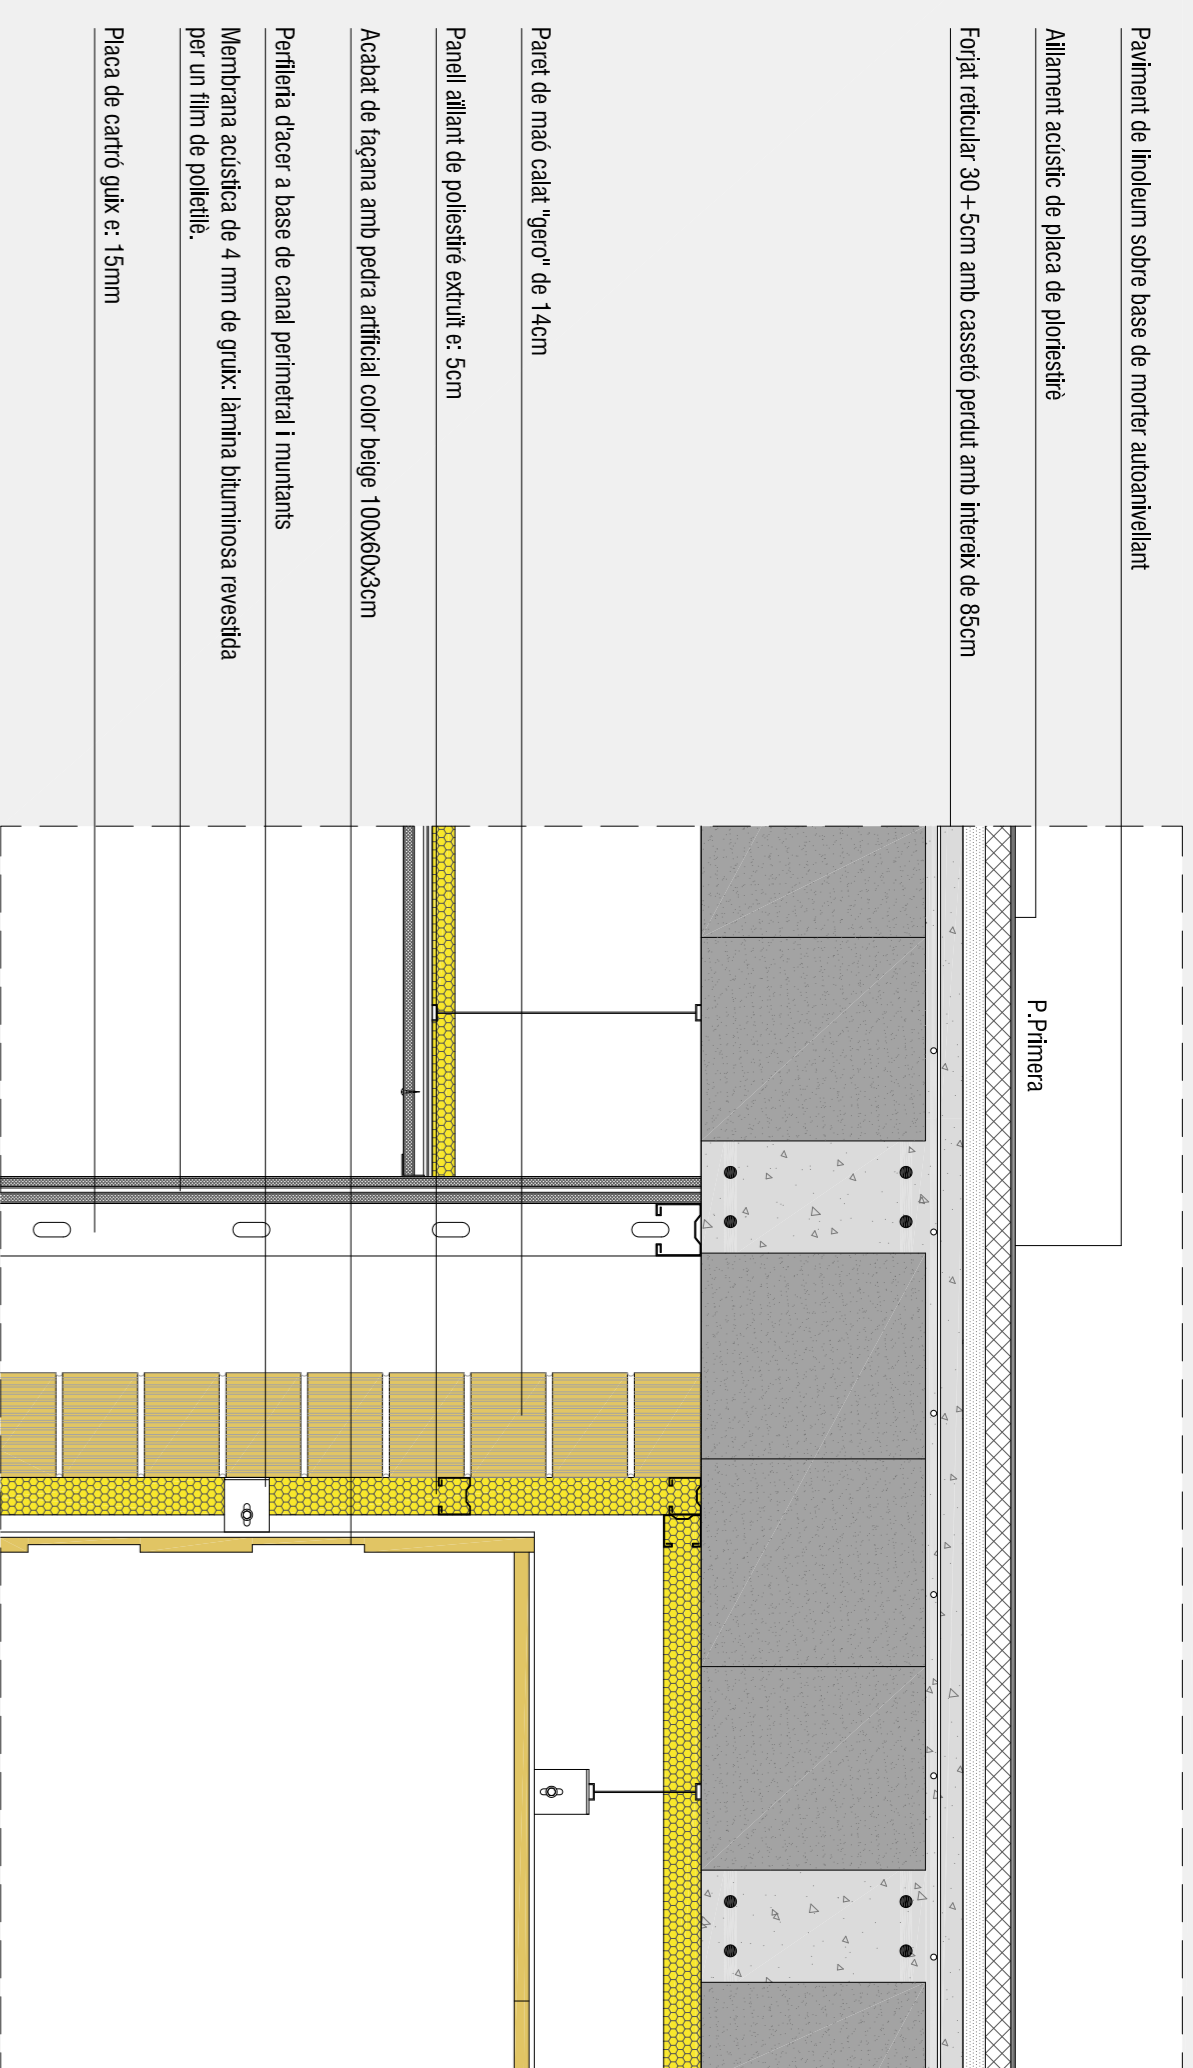 Paviment de linoleum sobre base de morter autoanivellant
Aïllament acústic de placa de ploriestirè
Forjat reticular 30+5cm amb cassetó perdut amb intereix de 85cm
P.Primera
Paret de maó calat "gero" de 14cm
Panell aïllant de poliestiré extruït e: 5cm
Acabat de façana amb pedra artificial color beige 100x60x3cm
Perfileria d'acer a base de canal perimetral i muntants
Membrana acústica de 4 mm de gruix: làmina bituminosa revestida
per un film de polietilè.
Placa de cartró guix e: 15mm